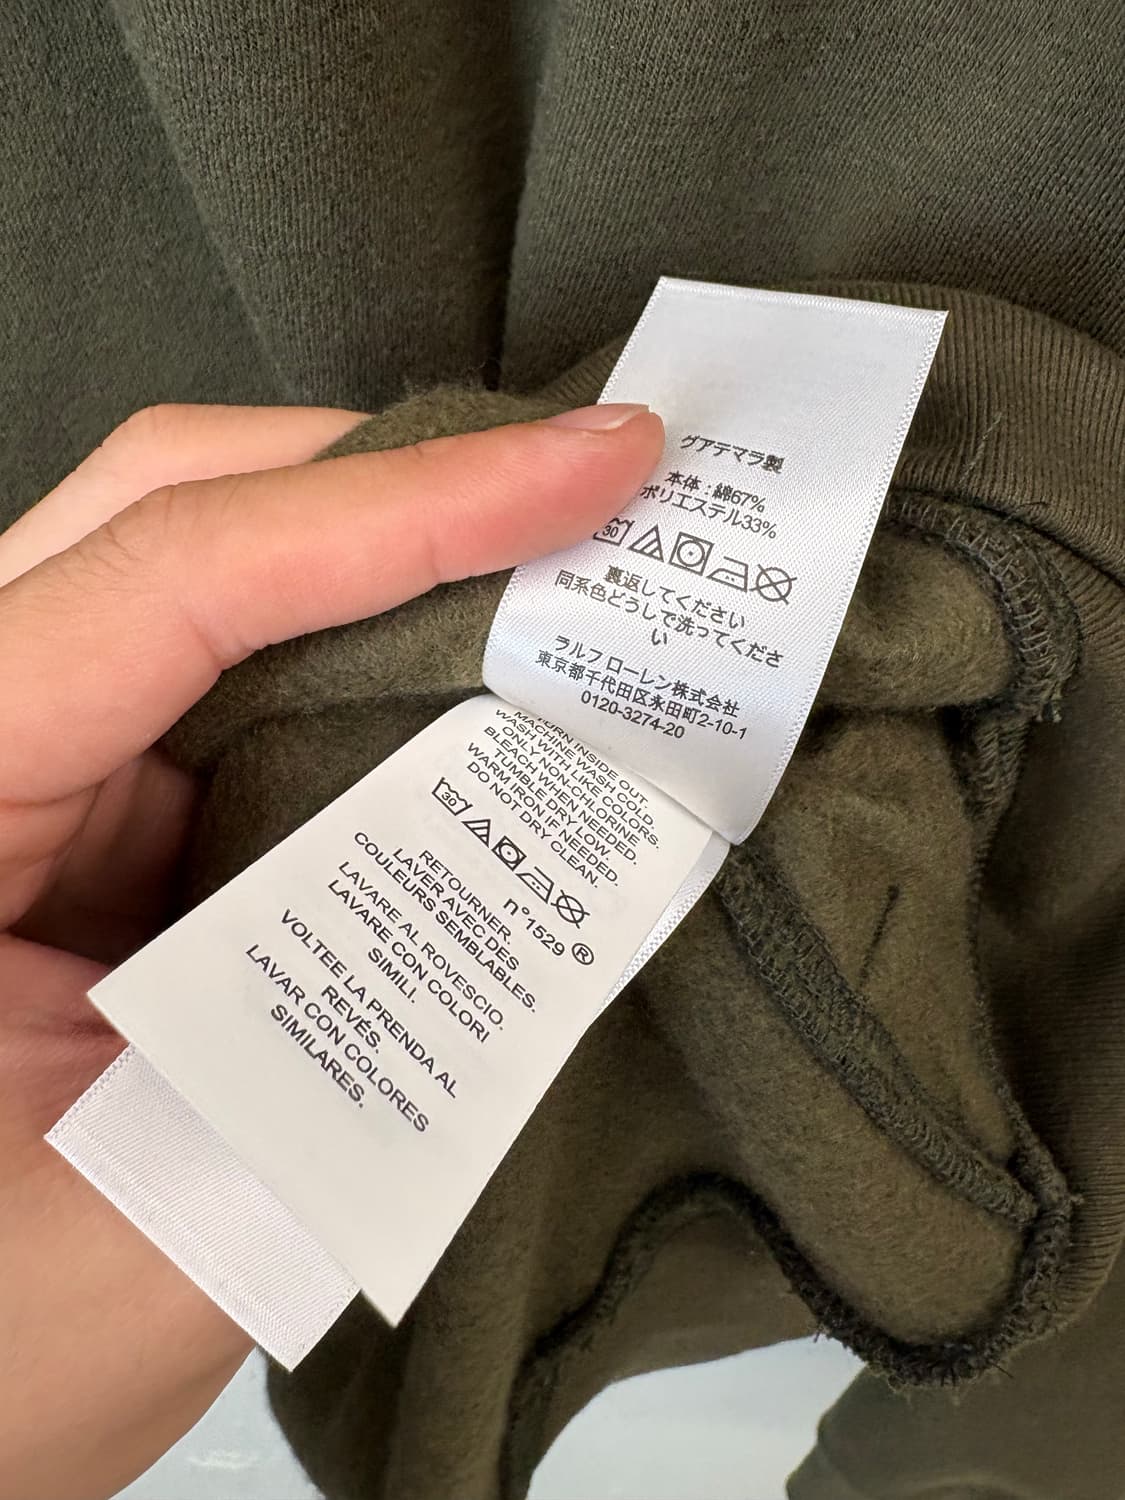 グアテマラ製
本体 : 綿67%
ポリエステル33%
30
裏返してください
同系色どうしで洗ってくださ
い
ラルフ ローレン株式会社
東京都千代田区永田町2-10-1
0120-3274-20
TURN INSIDE OUT.
MACHINE WASH COLD.
WASH WITH LIKE COLORS.
ONLY NON-CHLORINE
BLEACH WHEN NEEDED.
TUMBLE DRY LOW.
WARM IRON IF NEEDED.
DO NOT DRY CLEAN.
30
n°1529 ®
RETOURNER.
LAVER AVEC DES
COULEURS SEMBLABLES.
LAVARE AL ROVESCIO.
LAVARE CON COLORI
SIMILI.
VOLTEE LA PRENDA AL
REVÉS.
LAVAR CON COLORES
SIMILARES.